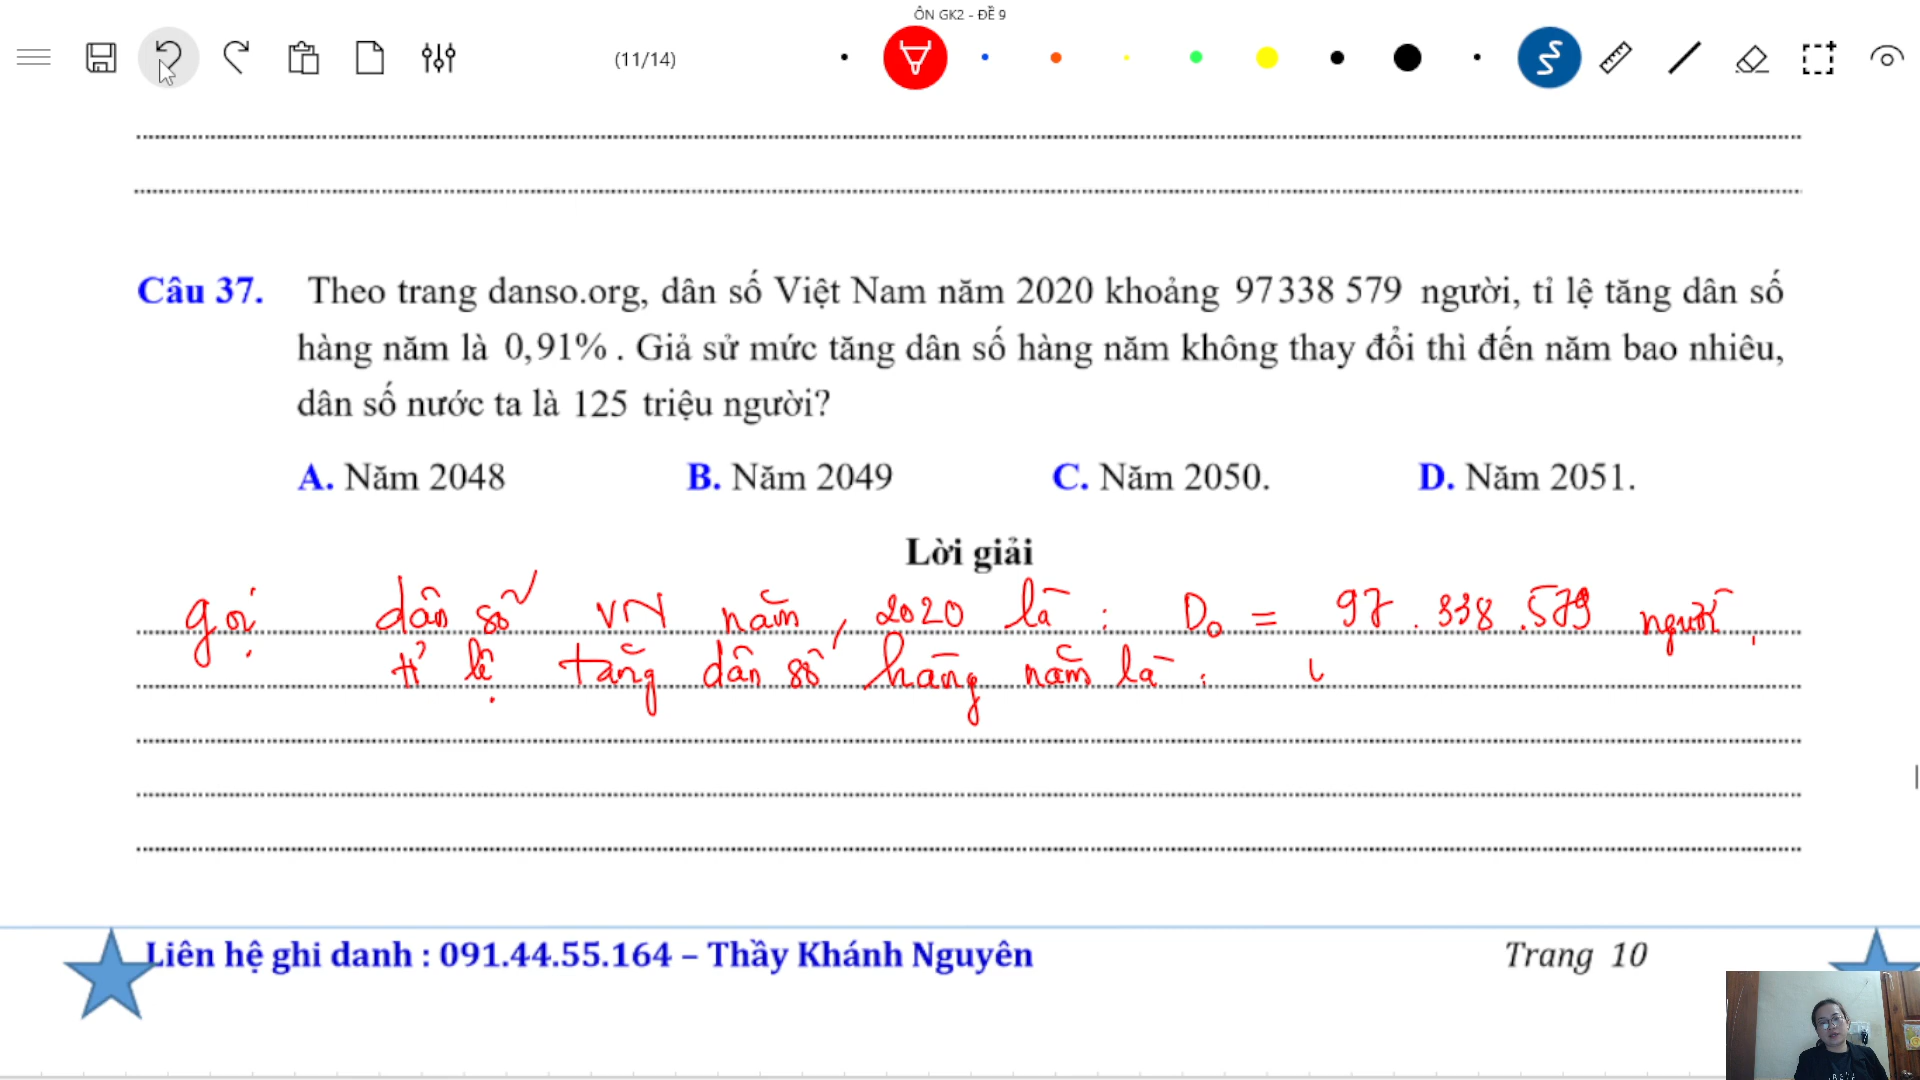 ÔN GK2 - ĐỀ 9
(11/14)
Câu 37. Theo trang danso.org, dân số Việt Nam năm 2020 khoảng 97338 579 người, tỉ lệ tăng dân số
hàng năm là 0,91% . Giả sử mức tăng dân số hàng năm không thay đổi thì đến năm bao nhiêu,
dân số nước ta là 125 triệu người?
A. Năm 2048 B. Năm 2049 C. Năm 2050. D. Năm 2051.
Lời giải
gọi dân số VN năm 2020 là : D₀ = 97.338.579 người,
tỉ lệ tăng dân số hàng năm là :
Liên hệ ghi danh : 091.44.55.164 – Thầy Khánh Nguyên
Trang 10